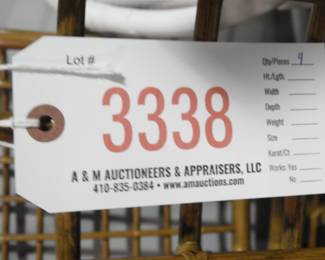 Lot #
3338
A & M AUCTIONEERS & APPRAISERS, LLC
410-835-0384 • www.amauctions.com
Qty/Pieces 4
Ht./Lgth.
Width
Depth
Weight
Size
Karat/Ct
Works: Yes
No